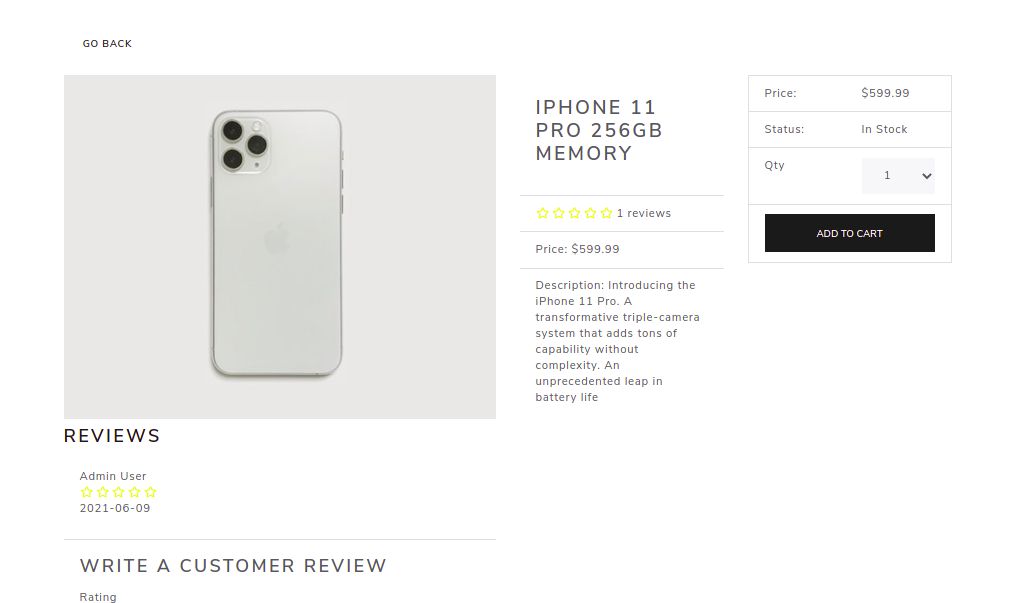 GO BACK
IPHONE 11
PRO 256GB
MEMORY
1 reviews
Price: $599.99
Description: Introducing the
iPhone 11 Pro. A
transformative triple-camera
system that adds tons of
capability without
complexity. An
unprecedented leap in
battery life
Price: $599.99
Status: In Stock
Qty 1
ADD TO CART
REVIEWS
Admin User
2021-06-09
WRITE A CUSTOMER REVIEW
Rating